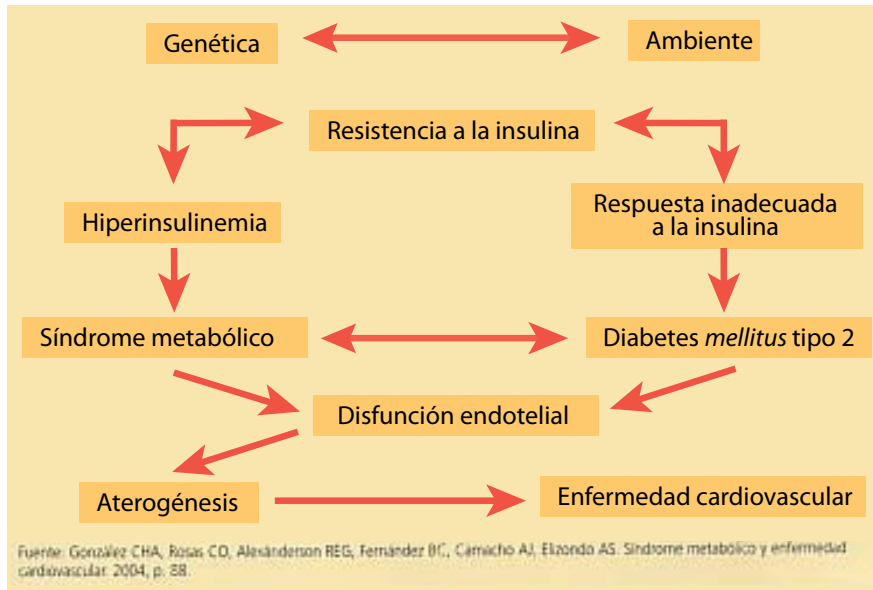 Genética
Ambiente
Resistencia a la insulina
Hiperinsulinemia
Respuesta inadecuada
a la insulina
Síndrome metabólico
Diabetes mellitus tipo 2
Disfunción endotelial
Aterogénesis
Enfermedad cardiovascular
Fuente: González CHA, Rosas CO, Alexánderson REG, Fernández BC, Camacho AJ, Elizondo AS. Síndrome metabólico y enfermedad
cardiovascular. 2004, p. 88.